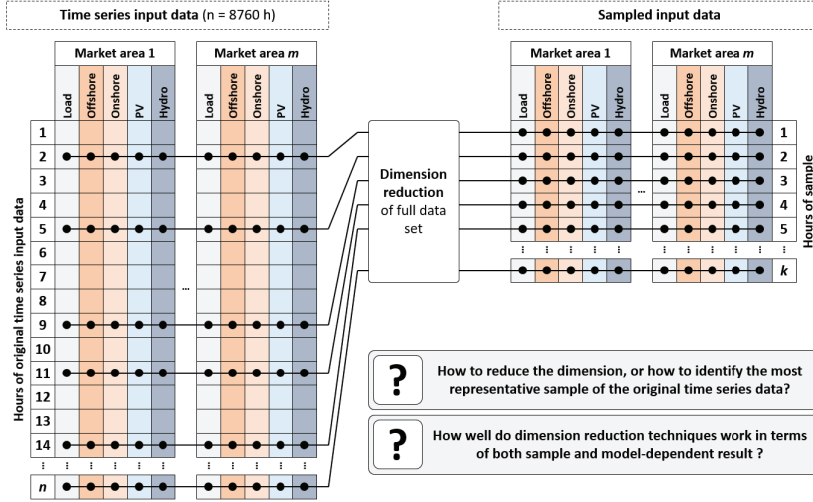 Time series input data (n = 8760 h)
Market area 1
Market area m
Load
Offshore
Onshore
PV
Hydro
Load
Offshore
Onshore
PV
Hydro
Hours of original time series input data
1
2
3
4
5
6
7
8
9
10
11
12
13
14
...
n
...
Dimension
reduction
of full data
set
Sampled input data
Market area 1
Market area m
Load
Offshore
Onshore
PV
Hydro
Load
Offshore
Onshore
PV
Hydro
...
1
2
3
4
5
...
k
Hours of sample
?
How to reduce the dimension, or how to identify the most
representative sample of the original time series data?
?
How well do dimension reduction techniques work in terms
of both sample and model-dependent result ?